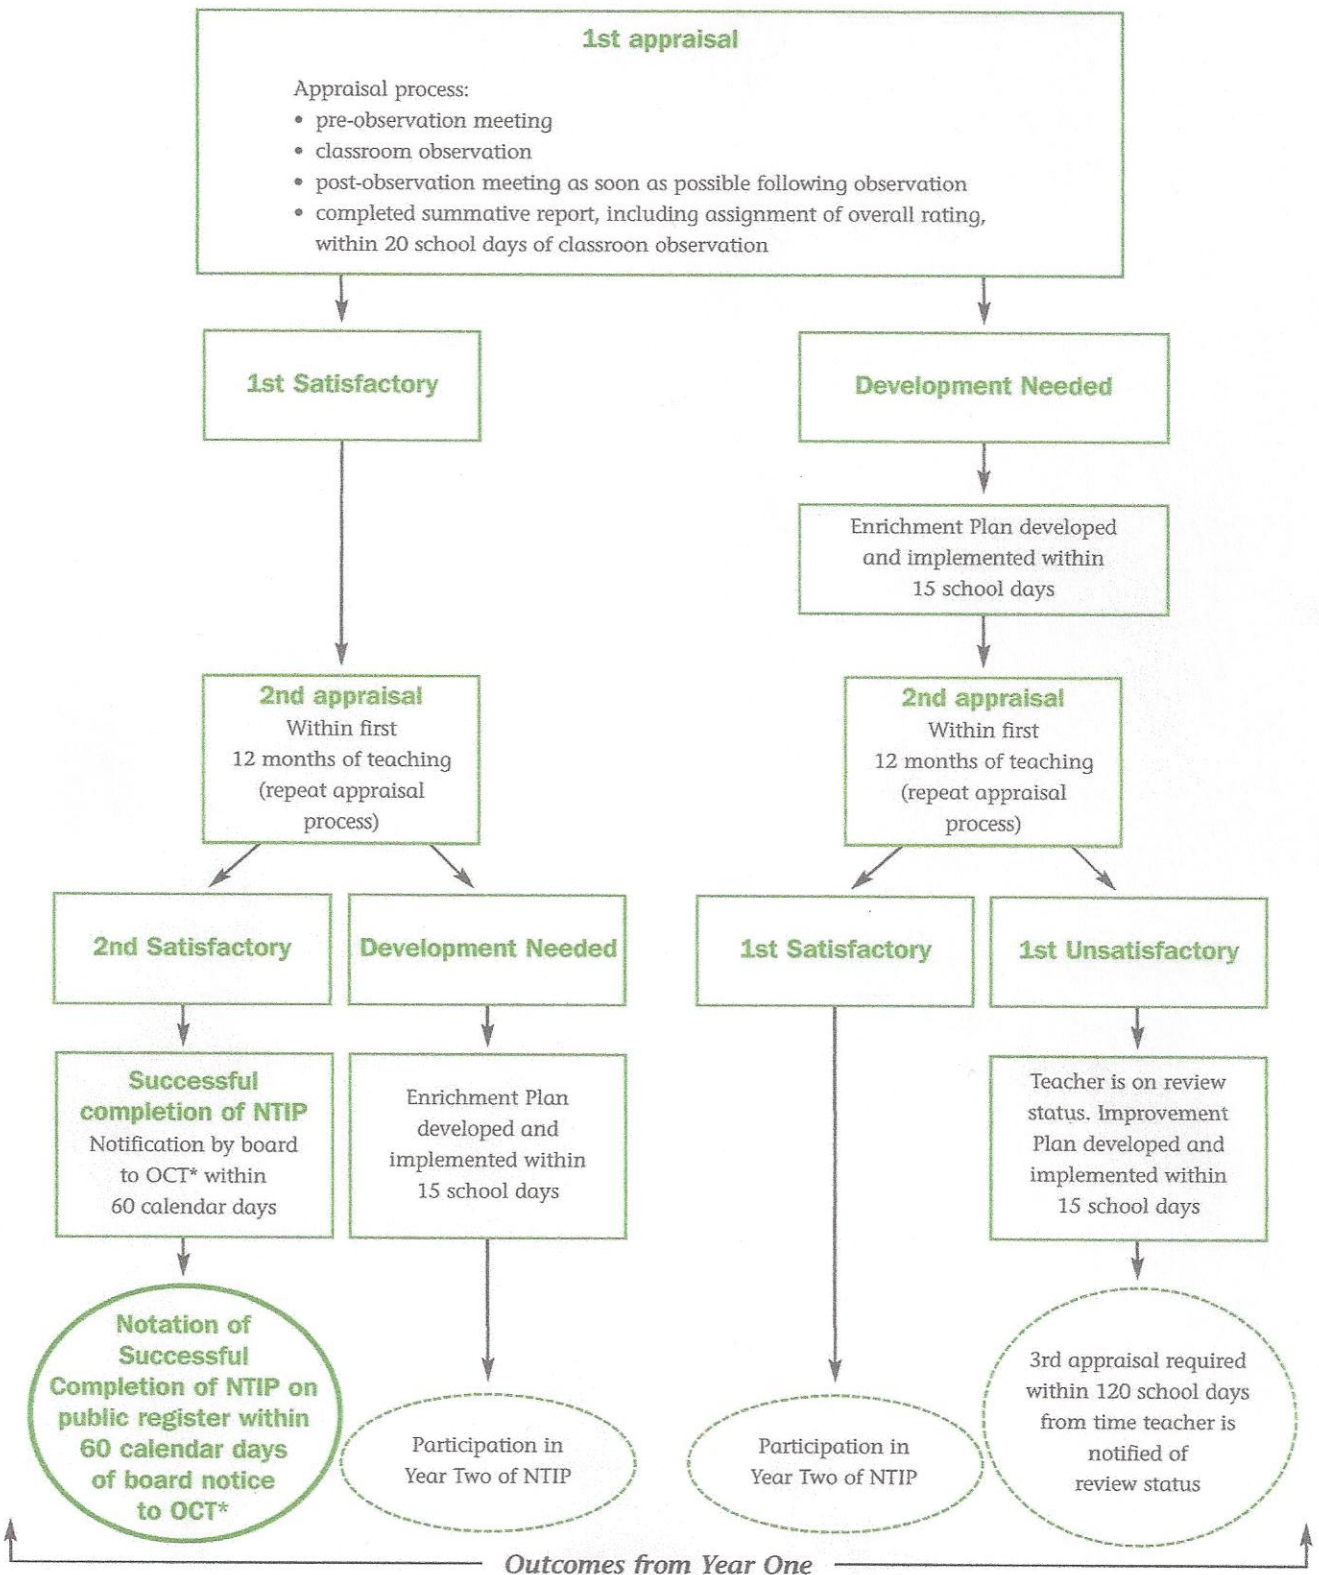 1st appraisal
Appraisal process:
• pre-observation meeting
• classroom observation
• post-observation meeting as soon as possible following observation
• completed summative report, including assignment of overall rating,
within 20 school days of classroon observation
1st Satisfactory
Development Needed
Enrichment Plan developed
and implemented within
15 school days
2nd appraisal
Within first
12 months of teaching
(repeat appraisal
process)
2nd appraisal
Within first
12 months of teaching
(repeat appraisal
process)
2nd Satisfactory
Development Needed
1st Satisfactory
1st Unsatisfactory
Successful
completion of NTIP
Notification by board
to OCT* within
60 calendar days
Enrichment Plan
developed and
implemented within
15 school days
Teacher is on review
status. Improvement
Plan developed and
implemented within
15 school days
Notation of
Successful
Completion of NTIP on
public register within
60 calendar days
of board notice
to OCT*
Participation in
Year Two of NTIP
Participation in
Year Two of NTIP
3rd appraisal required
within 120 school days
from time teacher is
notified of
review status
Outcomes from Year One